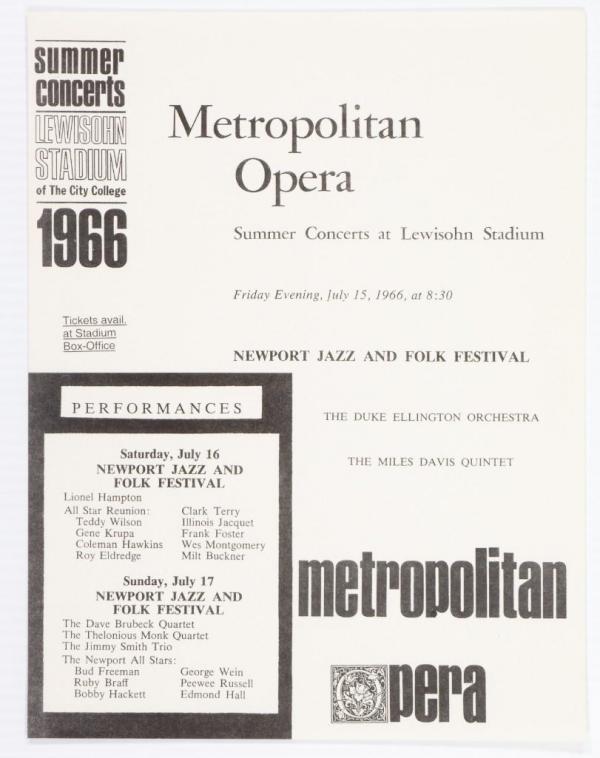 summer
concerts
LEWISOHN
STADIUM
of The City College
1966
Tickets avail.
at Stadium
Box-Office
Metropolitan
Opera
Summer Concerts at Lewisohn Stadium
Friday Evening, July 15, 1966, at 8:30
NEWPORT JAZZ AND FOLK FESTIVAL
THE DUKE ELLINGTON ORCHESTRA
THE MILES DAVIS QUINTET
PERFORMANCES
Saturday, July 16
NEWPORT JAZZ AND
FOLK FESTIVAL
Lionel Hampton
All Star Reunion: Clark Terry
Teddy Wilson Illinois Jacquet
Gene Krupa Frank Foster
Coleman Hawkins Wes Montgomery
Roy Eldredge Milt Buckner
Sunday, July 17
NEWPORT JAZZ AND
FOLK FESTIVAL
The Dave Brubeck Quartet
The Thelonious Monk Quartet
The Jimmy Smith Trio
The Newport All Stars:
Bud Freeman George Wein
Ruby Braff Peewee Russell
Bobby Hackett Edmond Hall
metropolitan
Opera